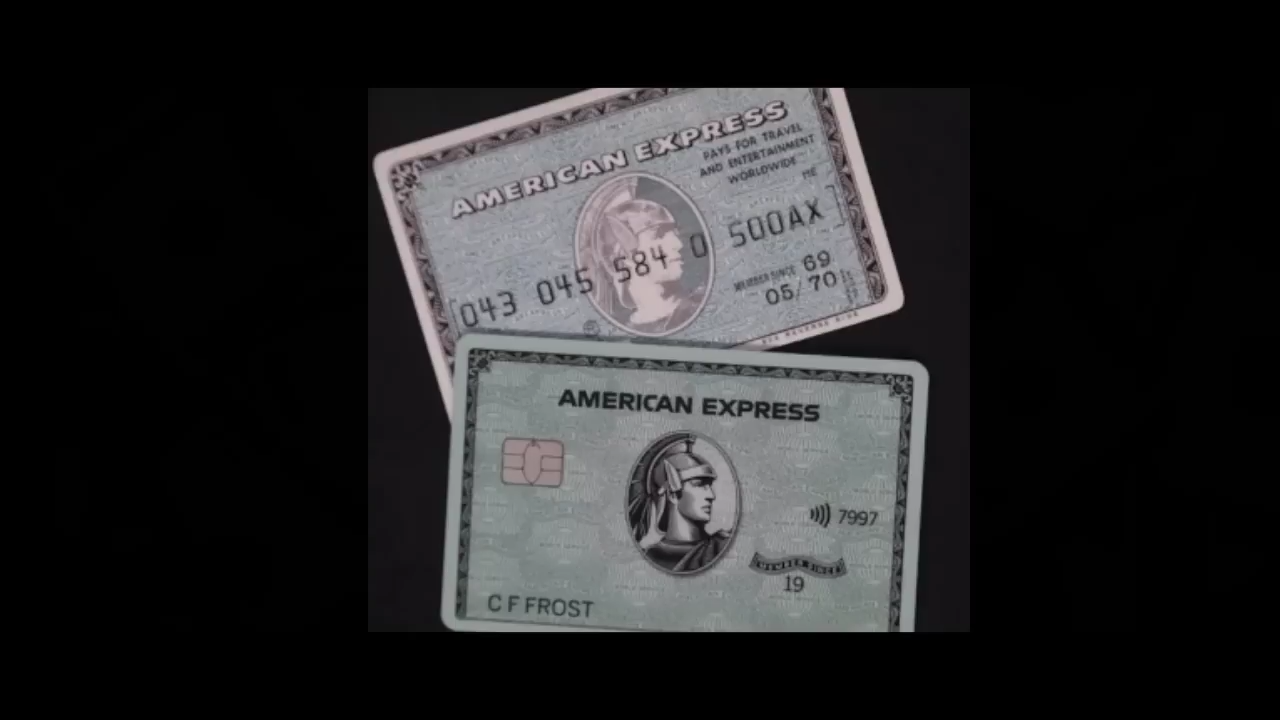 AMERICAN EXPRESS
PAYS FOR TRAVEL
AND ENTERTAINMENT
WORLDWIDE
043 045 584 0 500AX
MEMBER SINCE 69
05/70
AMERICAN EXPRESS
7997
MEMBER SINCE
19
C F FROST